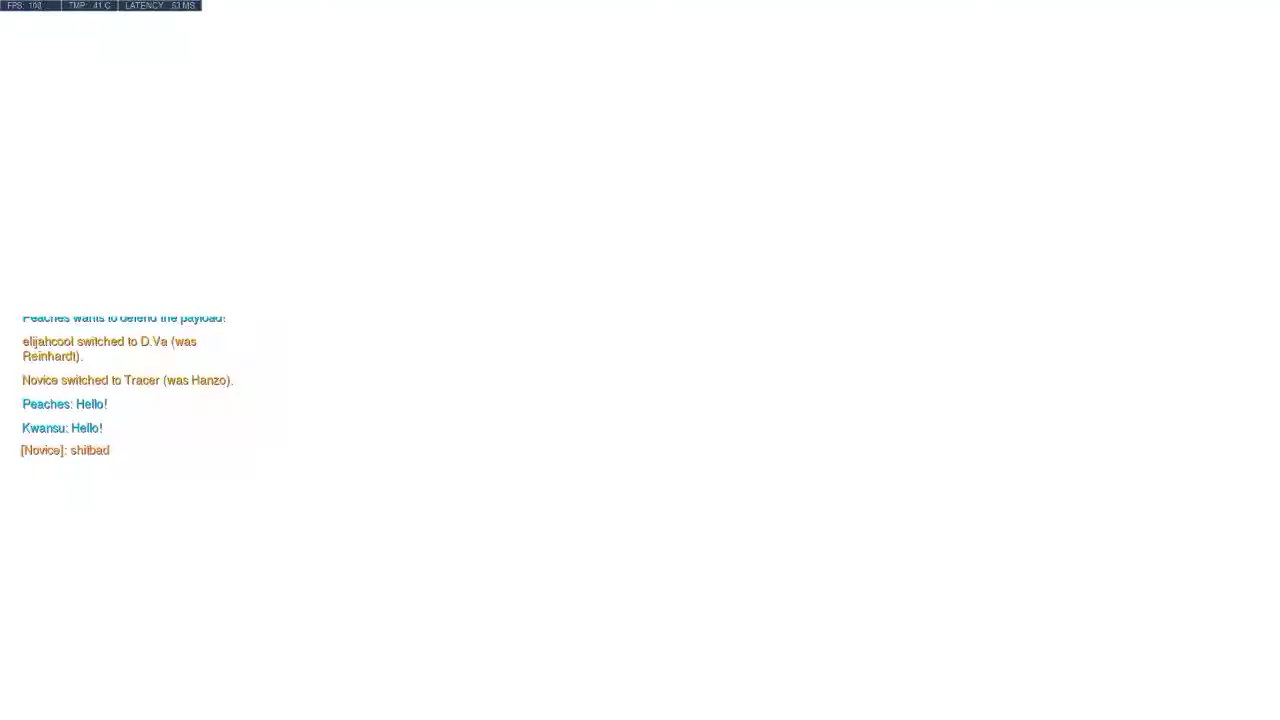 FPS: 103 TMP: 41 C LATENCY: 53 MS
Peaches wants to defend the payload!
elijahcool switched to D.Va (was
Reinhardt).
Novice switched to Tracer (was Hanzo).
Peaches: Hello!
Kwansu: Hello!
[Novice]: shitbad